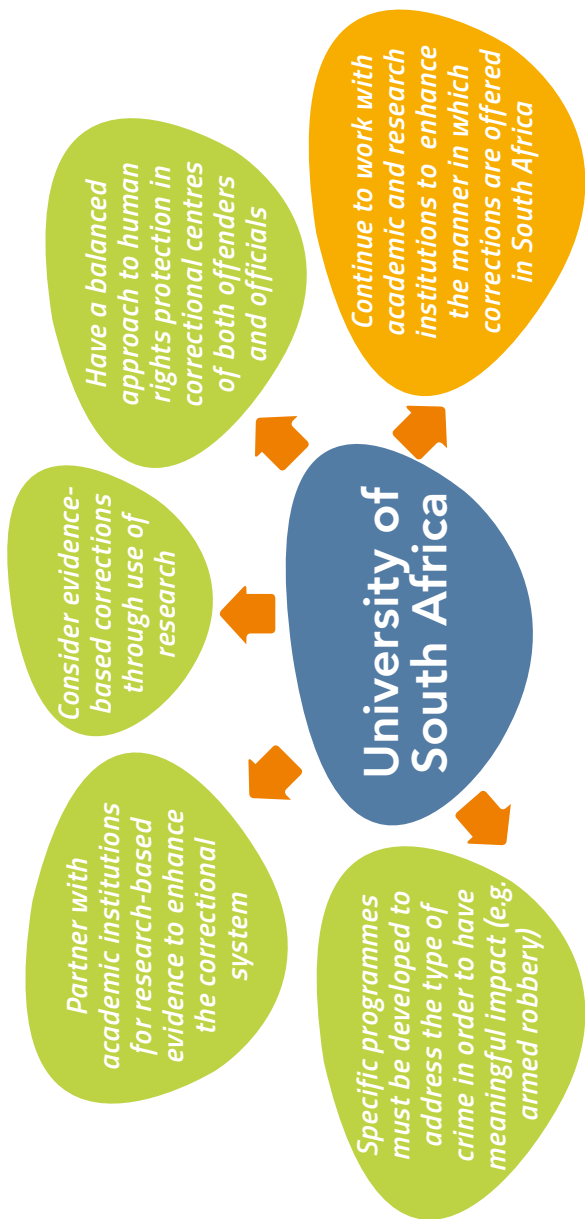 Partner with
academic institutions
for research-based
evidence to enhance
the correctional
system
Consider evidence-
based corrections
through use of
research
Have a balanced
approach to human
rights protection in
correctional centres
of both offenders
and officials
Specific programmes
must be developed to
address the type of
crime in order to have
meaningful impact (e.g.
armed robbery)
University of
South Africa
Continue to work with
academic and research
institutions to enhance
the manner in which
corrections are offered
in South Africa